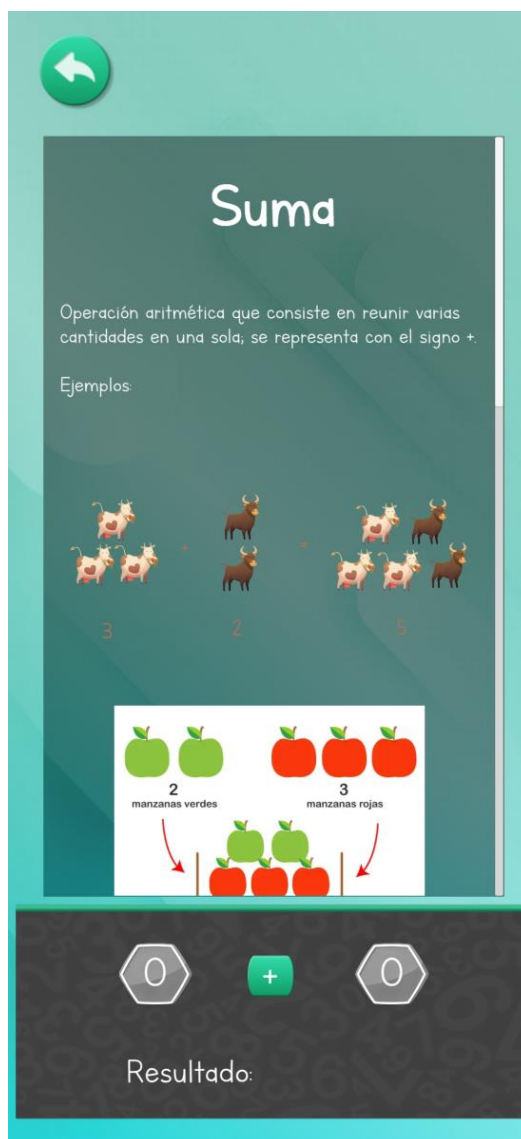 Suma
Operación aritmética que consiste en reunir varias
cantidades en una sola; se representa con el signo +.
Ejemplos:
+ =
3 2 5
2 3
manzanas verdes manzanas rojas
0 + 0
Resultado: